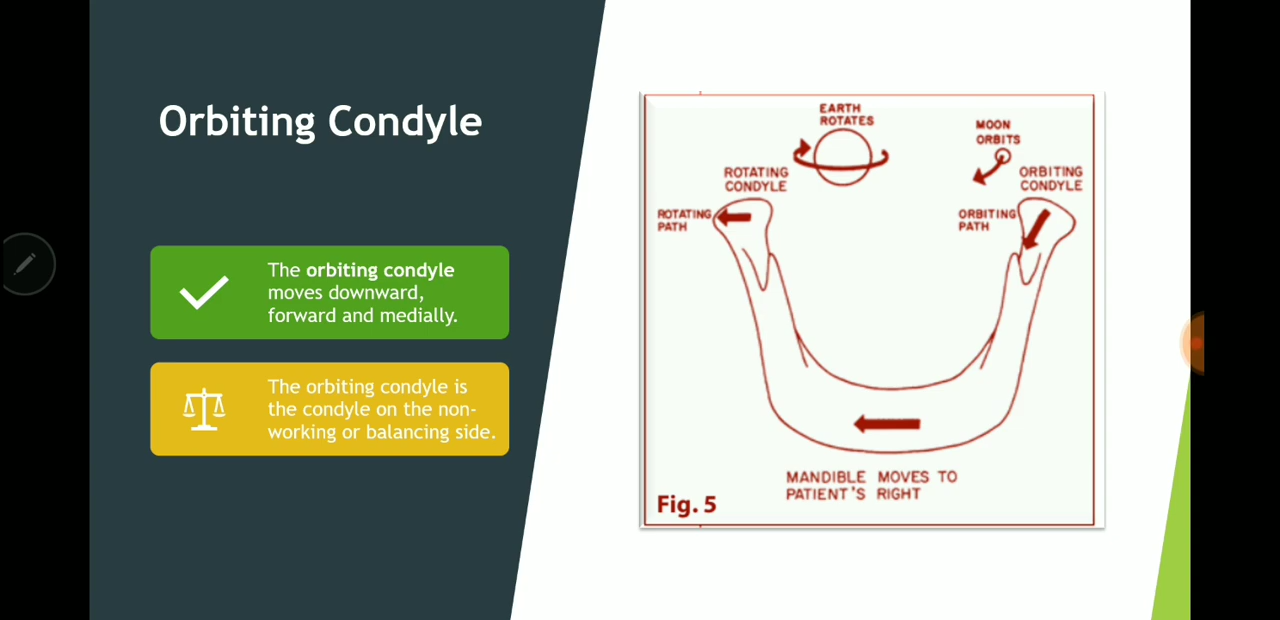 Orbiting Condyle
The orbiting condyle
moves downward,
forward and medially.
The orbiting condyle is
the condyle on the non-
working or balancing side.
EARTH
ROTATES
MOON
ORBITS
ROTATING
CONDYLE
ORBITING
CONDYLE
ROTATING
PATH
ORBITING
PATH
MANDIBLE MOVES TO
PATIENT'S RIGHT
Fig. 5